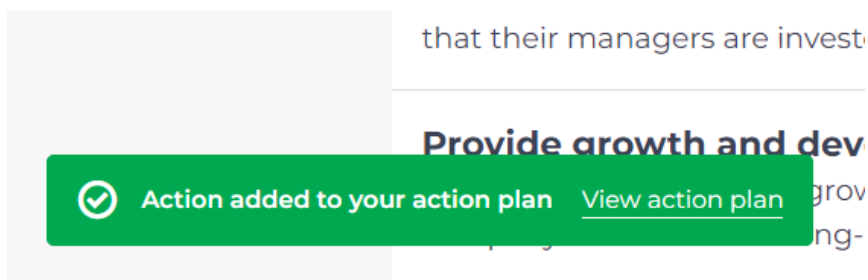 that their managers are invest
Provide growth and dev
Action added to your action plan View action plan
grow
ng-